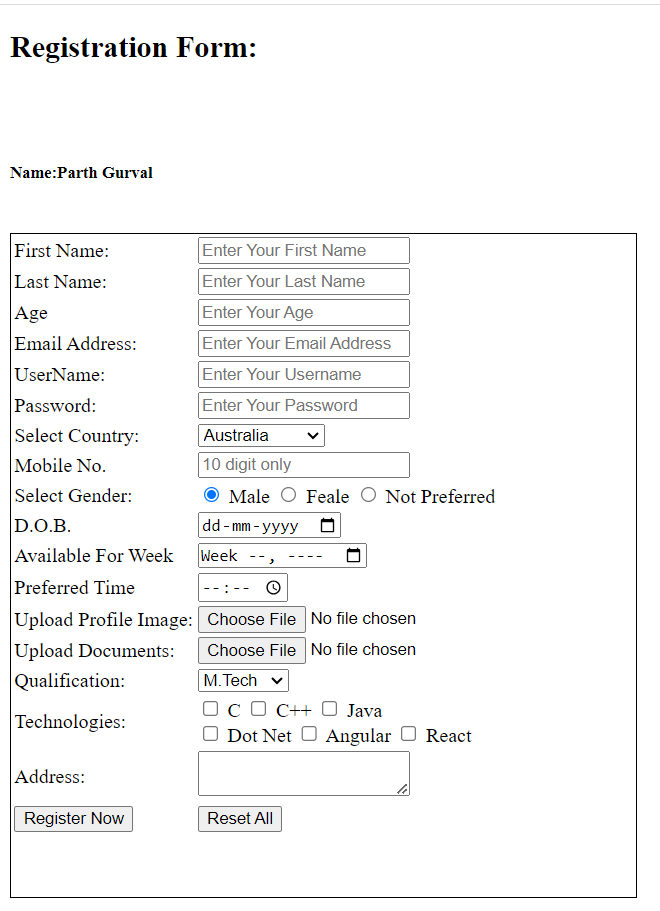 Registration Form:
Name:Parth Gurval
First Name: Enter Your First Name
Last Name: Enter Your Last Name
Age Enter Your Age
Email Address: Enter Your Email Address
UserName: Enter Your Username
Password: Enter Your Password
Select Country: Australia
Mobile No. 10 digit only
Select Gender: Male Feale Not Preferred
D.O.B. dd-mm-yyyy
Available For Week Week --, ----
Preferred Time --:--
Upload Profile Image: Choose File No file chosen
Upload Documents: Choose File No file chosen
Qualification: M.Tech
Technologies: C C++ Java
Dot Net Angular React
Address:
Register Now Reset All